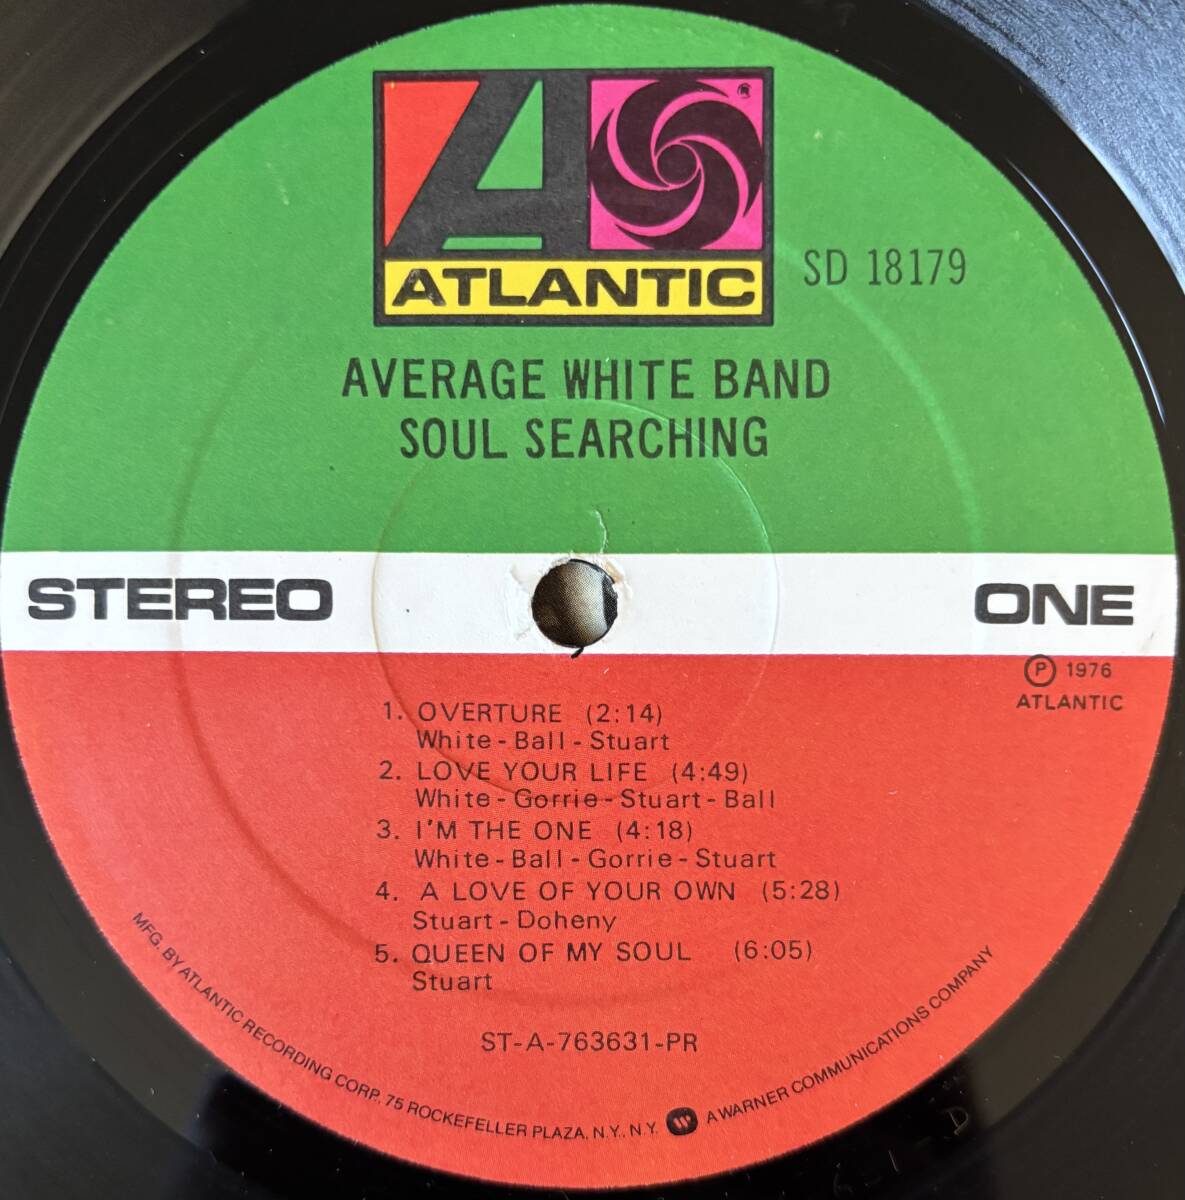 ATLANTIC
SD 18179
AVERAGE WHITE BAND
SOUL SEARCHING
STEREO
ONE
℗ 1976
ATLANTIC
1. OVERTURE (2:14)
White - Ball - Stuart
2. LOVE YOUR LIFE (4:49)
White - Gorrie - Stuart - Ball
3. I'M THE ONE (4:18)
White - Ball - Gorrie - Stuart
4. A LOVE OF YOUR OWN (5:28)
Stuart - Doheny
5. QUEEN OF MY SOUL (6:05)
Stuart
ST-A-763631-PR
MFG. BY ATLANTIC RECORDING CORP., 75 ROCKEFELLER PLAZA, N.Y., N.Y. A WARNER COMMUNICATIONS COMPANY